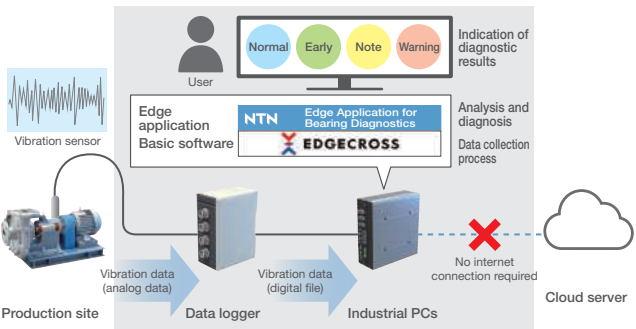 Normal
Early
Note
Warning
Indication of
diagnostic
results
User
Vibration sensor
Edge
application
Basic software
NTN
Edge Application for
Bearing Diagnostics
EDGECROSS
Analysis and
diagnosis
Data collection
process
Vibration data
(analog data)
Vibration data
(digital file)
No internet
connection required
Production site
Data logger
Industrial PCs
Cloud server